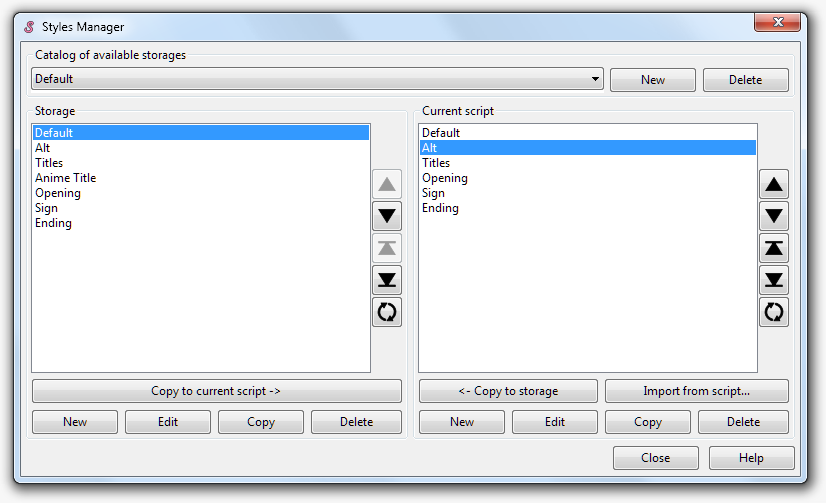 Styles Manager
Catalog of available storages
Default
New
Delete
Storage
Default
Alt
Titles
Anime Title
Opening
Sign
Ending
Copy to current script ->
New
Edit
Copy
Delete
Current script
Default
Alt
Titles
Opening
Sign
Ending
<- Copy to storage
Import from script...
New
Edit
Copy
Delete
Close
Help